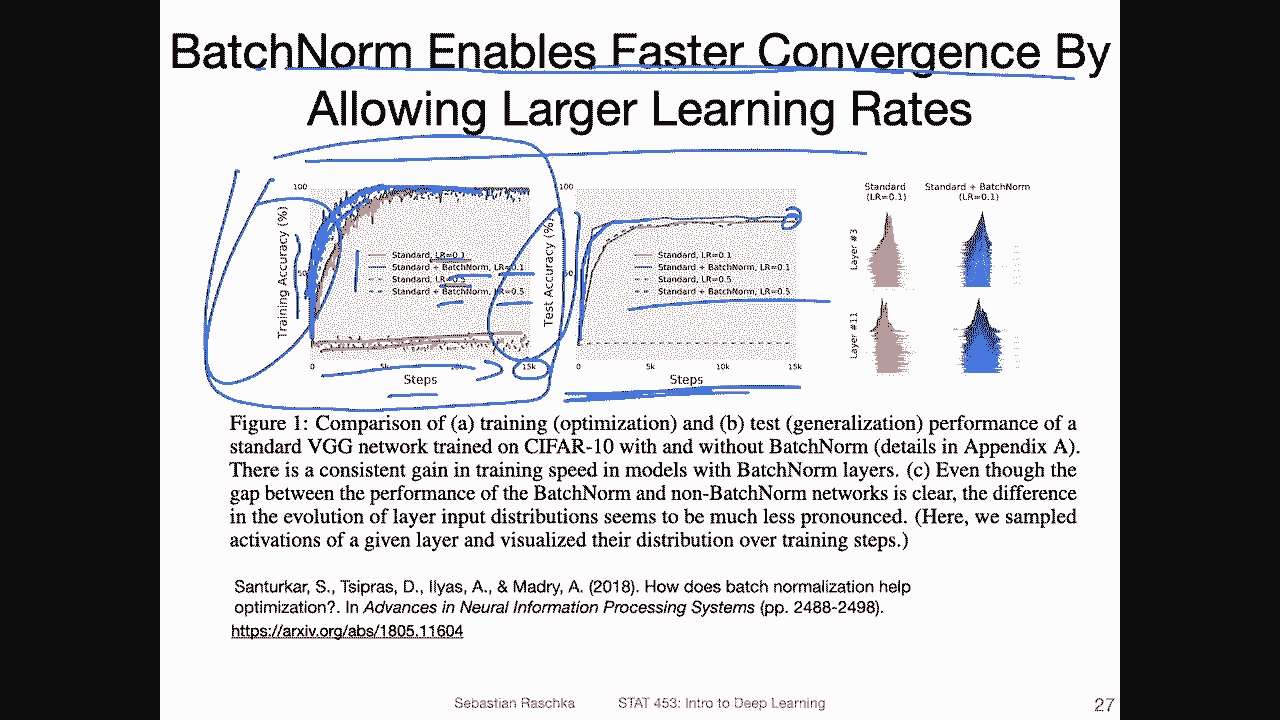 BatchNorm Enables Faster Convergence By
Allowing Larger Learning Rates
100
50
Training Accuracy (%)
Standard, LR=0.1
Standard + BatchNorm, LR=0.1
Standard, LR=0.5
Standard + BatchNorm, LR=0.5
0
5k
10k
15k
Steps
100
Test Accuracy (%)
Standard, LR=0.1
Standard + BatchNorm, LR=0.1
Standard, LR=0.5
Standard + BatchNorm, LR=0.5
0
5k
10k
15k
Steps
Standard
(LR=0.1)
Standard + BatchNorm
(LR=0.1)
Layer #3
Layer #11
Figure 1: Comparison of (a) training (optimization) and (b) test (generalization) performance of a
standard VGG network trained on CIFAR-10 with and without BatchNorm (details in Appendix A).
There is a consistent gain in training speed in models with BatchNorm layers. (c) Even though the
gap between the performance of the BatchNorm and non-BatchNorm networks is clear, the difference
in the evolution of layer input distributions seems to be much less pronounced. (Here, we sampled
activations of a given layer and visualized their distribution over training steps.)
Santurkar, S., Tsipras, D., Ilyas, A., & Madry, A. (2018). How does batch normalization help
optimization?. In Advances in Neural Information Processing Systems (pp. 2488-2498).
https://arxiv.org/abs/1805.11604
Sebastian Raschka STAT 453: Intro to Deep Learning 27